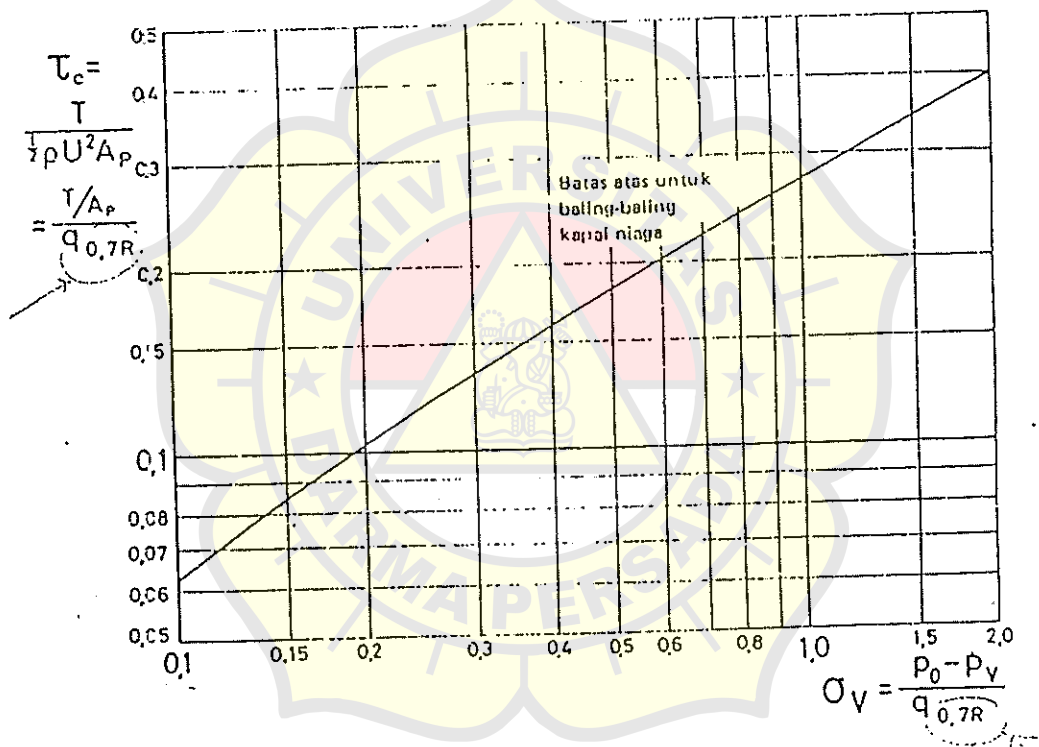 τc =
T
½ρU²Ap
= T/Ap
q0,7R
0,5
0,4
0,3
0,2
0,15
0,1
0,08
0,07
0,06
0,05
Batas atas untuk
baling-baling
kapal niaga
UNIVERSITAS
DARMA PERSADA
0,1 0,15 0,2 0,3 0,4 0,5 0,6 0,8 1,0 1,5 2,0
σV = p0 - pV
q0,7R